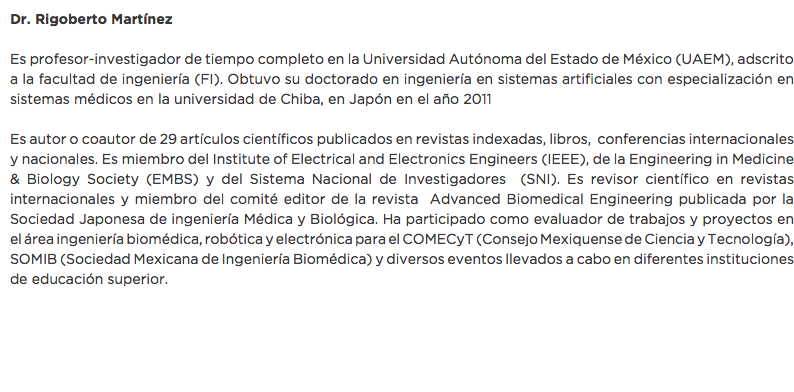 Dr. Rigoberto Martínez
Es profesor-investigador de tiempo completo en la Universidad Autónoma del Estado de México (UAEM), adscrito
a la facultad de ingeniería (FI). Obtuvo su doctorado en ingeniería en sistemas artificiales con especialización en
sistemas médicos en la universidad de Chiba, en Japón en el año 2011
Es autor o coautor de 29 artículos científicos publicados en revistas indexadas, libros,  conferencias internacionales
y nacionales. Es miembro del Institute of Electrical and Electronics Engineers (IEEE), de la Engineering in Medicine
& Biology Society (EMBS) y del Sistema Nacional de Investigadores  (SNI). Es revisor científico en revistas
internacionales y miembro del comité editor de la revista  Advanced Biomedical Engineering publicada por la
Sociedad Japonesa de ingeniería Médica y Biológica. Ha participado como evaluador de trabajos y proyectos en
el área ingeniería biomédica, robótica y electrónica para el COMECyT (Consejo Mexiquense de Ciencia y Tecnología),
SOMIB (Sociedad Mexicana de Ingeniería Biomédica) y diversos eventos llevados a cabo en diferentes instituciones
de educación superior.